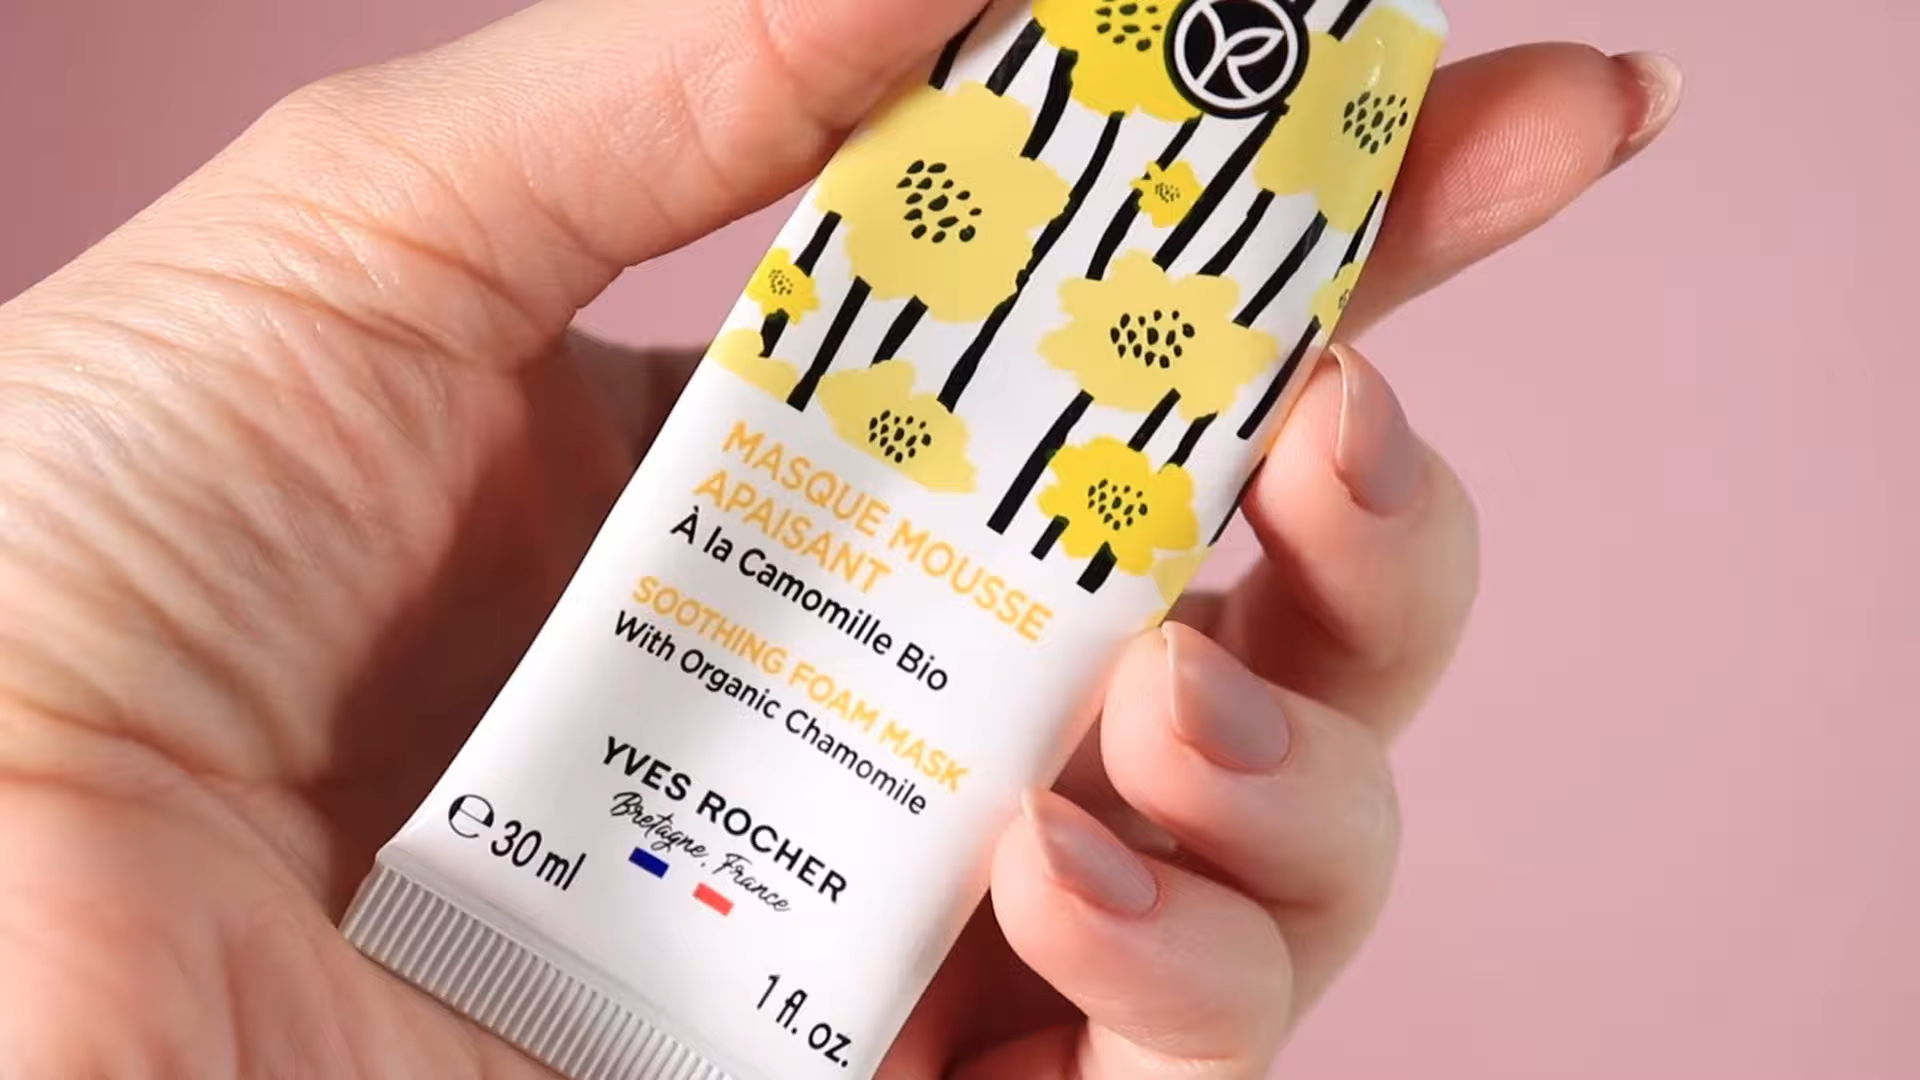 MASQUE MOUSSE
APAISANT
À la Camomille Bio
SOOTHING FOAM MASK
With Organic Chamomile
YVES ROCHER
Bretagne, France
℮ 30 ml
1 fl. oz.